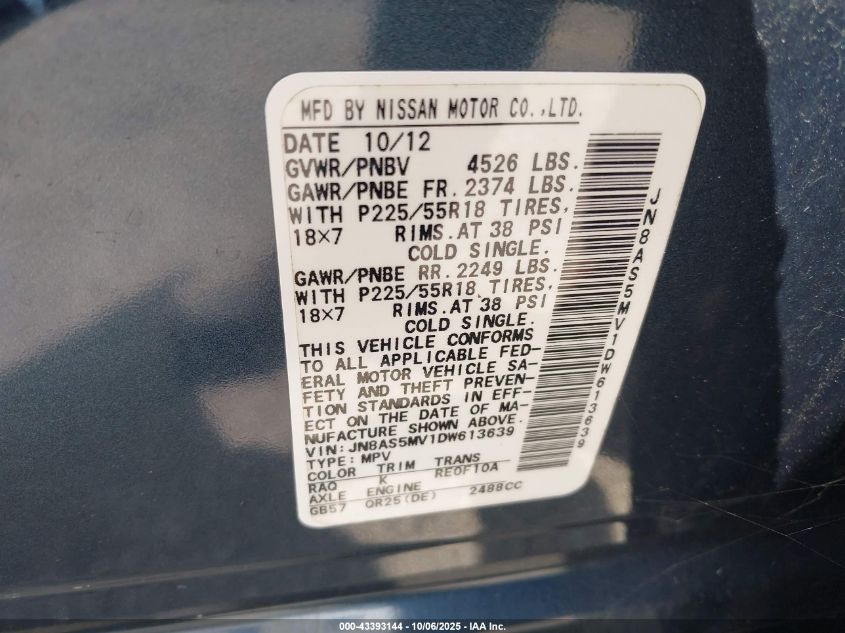 MFD BY NISSAN MOTOR CO.,LTD.
DATE 10/12
GVWR/PNBV 4526 LBS.
GAWR/PNBE FR. 2374 LBS.
WITH P225/55R18 TIRES,
18×7 RIMS.AT 38 PSI
COLD SINGLE.
GAWR/PNBE RR. 2249 LBS.
WITH P225/55R18 TIRES,
18×7 RIMS.AT 38 PSI
COLD SINGLE.
THIS VEHICLE CONFORMS
TO ALL APPLICABLE FED-
ERAL MOTOR VEHICLE SA-
FETY AND THEFT PREVEN-
TION STANDARDS IN EFF-
ECT ON THE DATE OF MA-
NUFACTURE SHOWN ABOVE.
VIN:JN8AS5MV1DW613639
TYPE:MPV
COLOR TRIM TRANS
RAQ K RE0F10A
AXLE ENGINE
GB57 QR25(DE) 2488CC
JN8AS5MV1DW613639
000-43393144 - 10/06/2025 - IAA Inc.